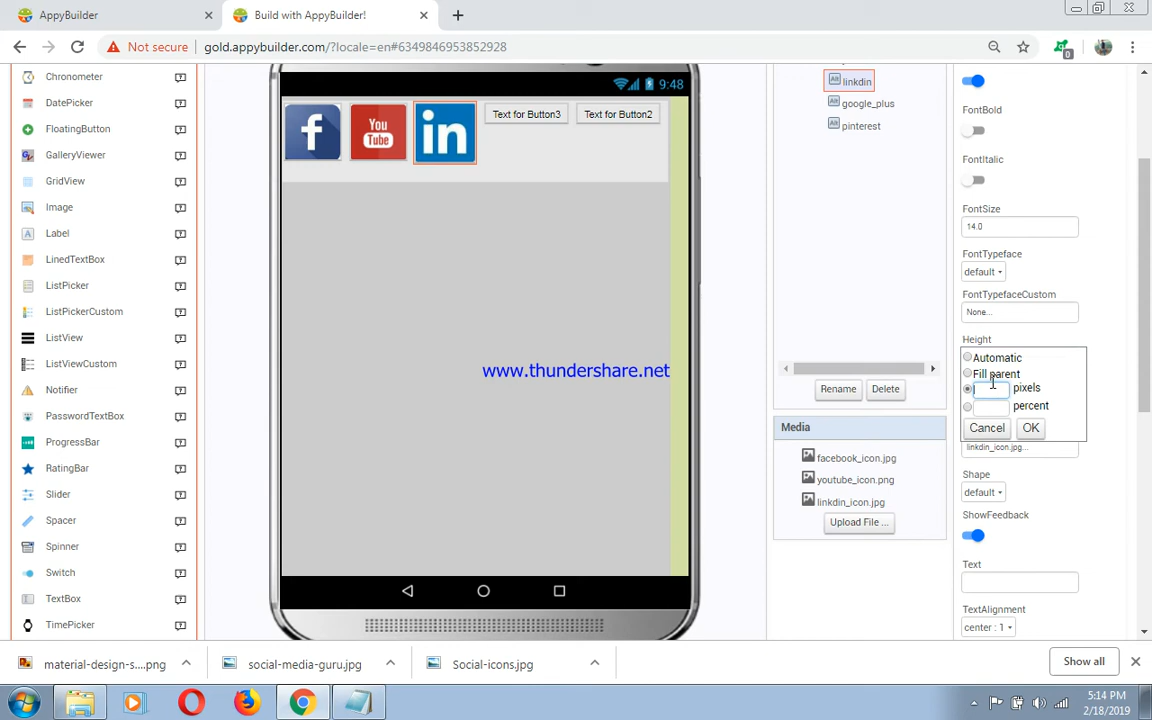 AppyBuilder
Build with AppyBuilder!
Not secure
gold.appybuilder.com/?locale=en#6349846953852928
0
Chronometer
DatePicker
FloatingButton
GalleryViewer
GridView
Image
Label
LinedTextBox
ListPicker
ListPickerCustom
ListView
ListViewCustom
Notifier
PasswordTextBox
ProgressBar
RatingBar
Slider
Spacer
Spinner
Switch
TextBox
TimePicker
9:48
f
You
Tube
in
Text for Button3
Text for Button2
www.thundershare.net
linkdin
google_plus
pinterest
Rename
Delete
Media
facebook_icon.jpg
youtube_icon.png
linkdin_icon.jpg
Upload File ...
FontBold
FontItalic
FontSize
14.0
FontTypeface
default
FontTypefaceCustom
None...
Height
Automatic
Fill parent
pixels
percent
Cancel
OK
linkdin_icon.jpg...
Shape
default
ShowFeedback
Text
TextAlignment
center : 1
material-design-s....png
social-media-guru.jpg
Social-icons.jpg
Show all
5:14 PM
2/18/2019